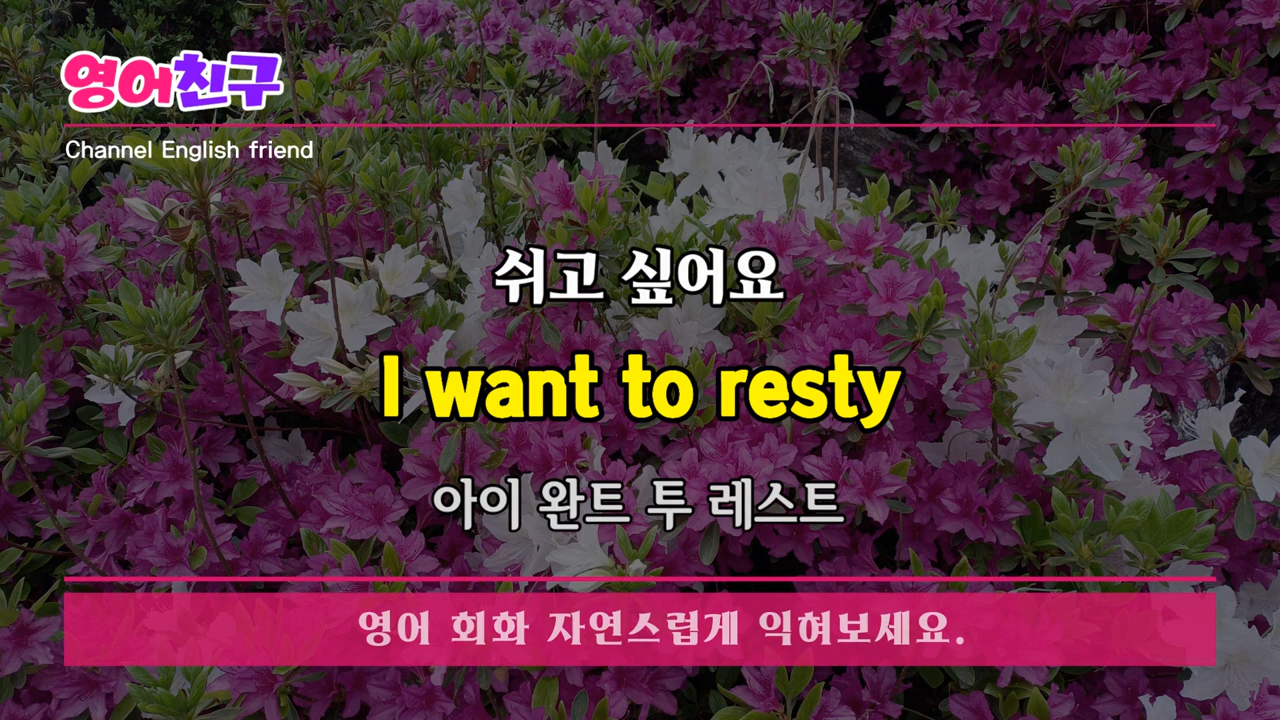 영어친구
Channel English friend
쉬고 싶어요
I want to resty
아이 완트 투 레스트
영어 회화 자연스럽게 익혀보세요.